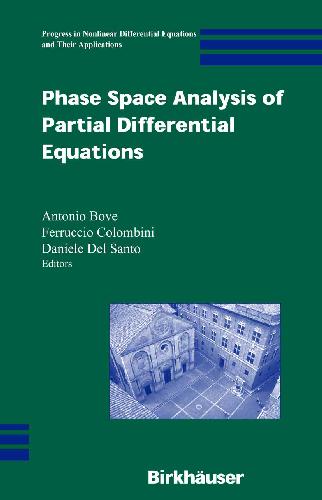 Progress in Nonlinear Differential Equations
and Their Applications
Phase Space Analysis of
Partial Differential
Equations
Antonio Bove
Ferruccio Colombini
Daniele Del Santo
Editors
Birkhäuser